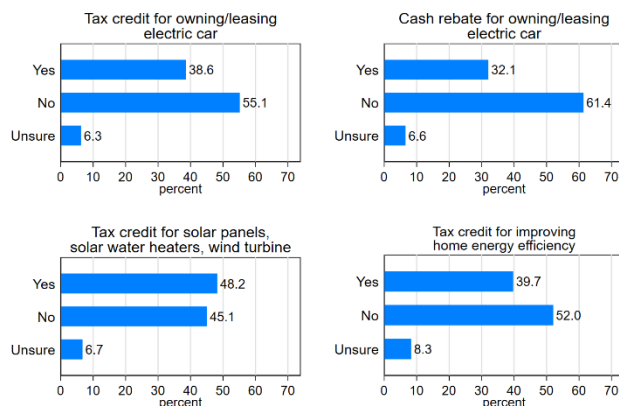 Tax credit for owning/leasing
electric car
Yes
38.6
No
55.1
Unsure
6.3
0 10 20 30 40 50 60 70
percent
Cash rebate for owning/leasing
electric car
Yes
32.1
No
61.4
Unsure
6.6
0 10 20 30 40 50 60 70
percent
Tax credit for solar panels,
solar water heaters, wind turbine
Yes
48.2
No
45.1
Unsure
6.7
0 10 20 30 40 50 60 70
percent
Tax credit for improving
home energy efficiency
Yes
39.7
No
52.0
Unsure
8.3
0 10 20 30 40 50 60 70
percent